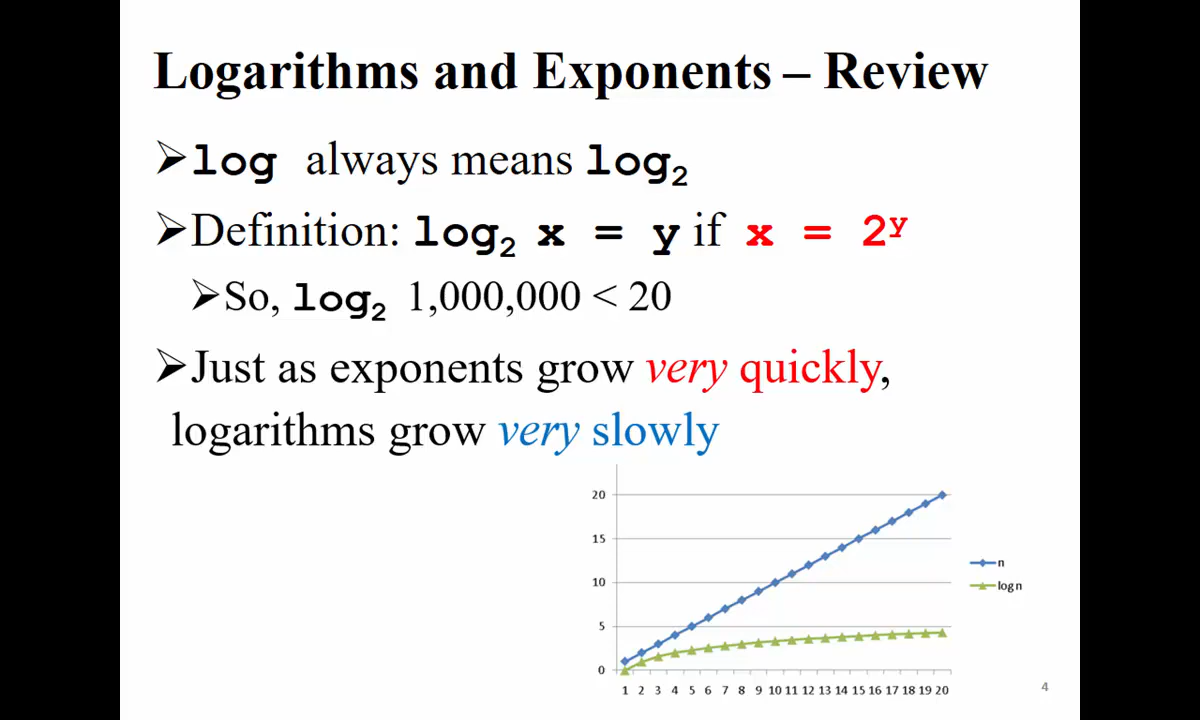 Logarithms and Exponents – Review
➢log always means log₂
➢Definition: log₂ x = y if x = 2ʸ
➢So, log₂ 1,000,000 < 20
➢Just as exponents grow very quickly,
logarithms grow very slowly
20
15
10
5
0
n
log n
1 2 3 4 5 6 7 8 9 10 11 12 13 14 15 16 17 18 19 20
4